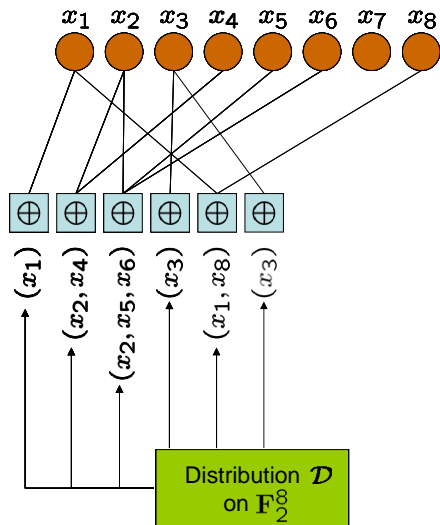 x1 x2 x3 x4 x5 x6 x7 x8
⊕ ⊕ ⊕ ⊕ ⊕ ⊕
(x1)
(x2, x4)
(x2, x5, x6)
(x3)
(x1, x8)
(x3)
Distribution 𝓓
on F₂⁸